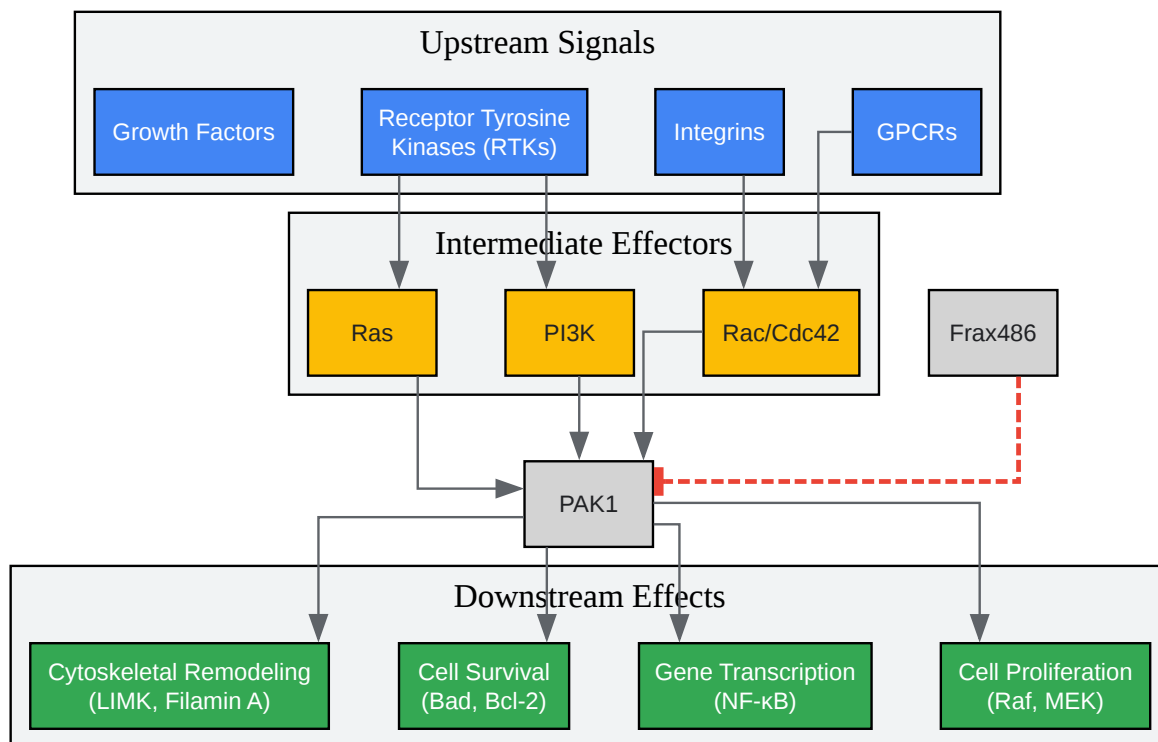 Upstream Signals
Growth Factors
Receptor Tyrosine
Kinases (RTKs)
Integrins
GPCRs
Intermediate Effectors
Ras
PI3K
Rac/Cdc42
Frax486
PAK1
Downstream Effects
Cytoskeletal Remodeling
(LIMK, Filamin A)
Cell Survival
(Bad, Bcl-2)
Gene Transcription
(NF-κB)
Cell Proliferation
(Raf, MEK)